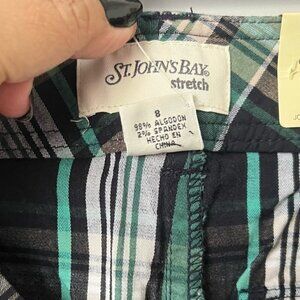 ST. JOHN'S BAY
stretch
8
98% ALGODON
2% SPANDEX
HECHO EN
CHINA